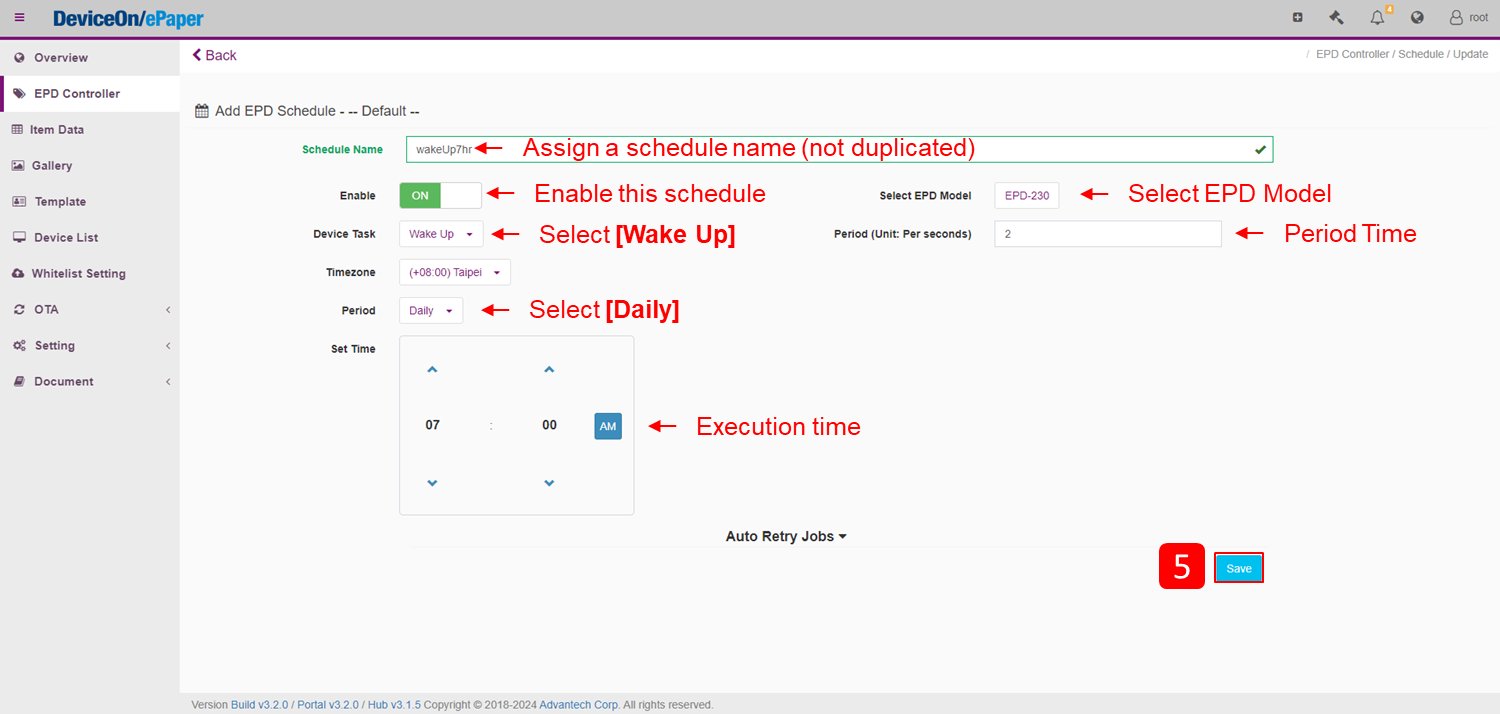 DeviceOn/ePaper
4
root
Overview
EPD Controller
Item Data
Gallery
Template
Device List
Whitelist Setting
OTA
Setting
Document
Back
/ EPD Controller / Schedule / Update
Add EPD Schedule - -- Default --
Schedule Name wakeUp7hr Assign a schedule name (not duplicated)
Enable ON Enable this schedule Select EPD Model EPD-230 Select EPD Model
Device Task Wake Up Select [Wake Up] Period (Unit: Per seconds) 2 Period Time
Timezone (+08:00) Taipei
Period Daily Select [Daily]
Set Time
07 : 00 AM Execution time
Auto Retry Jobs
5 Save
Version Build v3.2.0 / Portal v3.2.0 / Hub v3.1.5 Copyright © 2018-2024 Advantech Corp. All rights reserved.